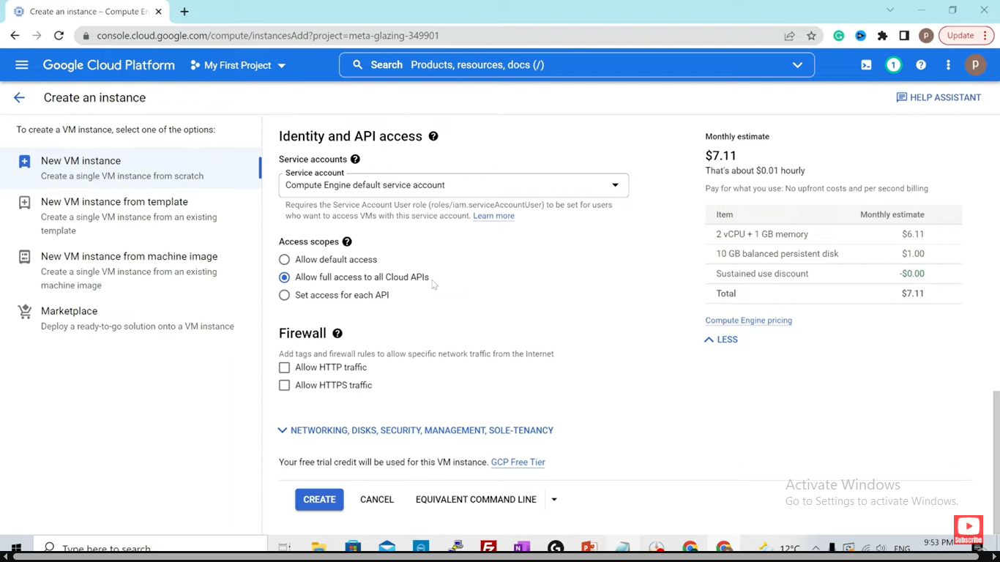 Create an instance – Compute En
console.cloud.google.com/compute/instancesAdd?project=meta-glazing-349901
P
Update
Google Cloud Platform
My First Project
Search Products, resources, docs (/)
1
P
Create an instance
HELP ASSISTANT
To create a VM instance, select one of the options:
New VM instance
Create a single VM instance from scratch
New VM instance from template
Create a single VM instance from an existing
template
New VM instance from machine image
Create a single VM instance from an existing
machine image
Marketplace
Deploy a ready-to-go solution onto a VM instance
Identity and API access
Service accounts
Service account
Compute Engine default service account
Requires the Service Account User role (roles/iam.serviceAccountUser) to be set for users
who want to access VMs with this service account. Learn more
Access scopes
Allow default access
Allow full access to all Cloud APIs
Set access for each API
Firewall
Add tags and firewall rules to allow specific network traffic from the Internet
Allow HTTP traffic
Allow HTTPS traffic
NETWORKING, DISKS, SECURITY, MANAGEMENT, SOLE-TENANCY
Your free trial credit will be used for this VM instance. GCP Free Tier
CREATE CANCEL EQUIVALENT COMMAND LINE
Monthly estimate
$7.11
That's about $0.01 hourly
Pay for what you use: No upfront costs and per second billing
Item Monthly estimate
2 vCPU + 1 GB memory $6.11
10 GB balanced persistent disk $1.00
Sustained use discount -$0.00
Total $7.11
Compute Engine pricing
LESS
Activate Windows
Go to Settings to activate Windows.
Subscribe
Type here to search
12°C
ENG
9:53 PM